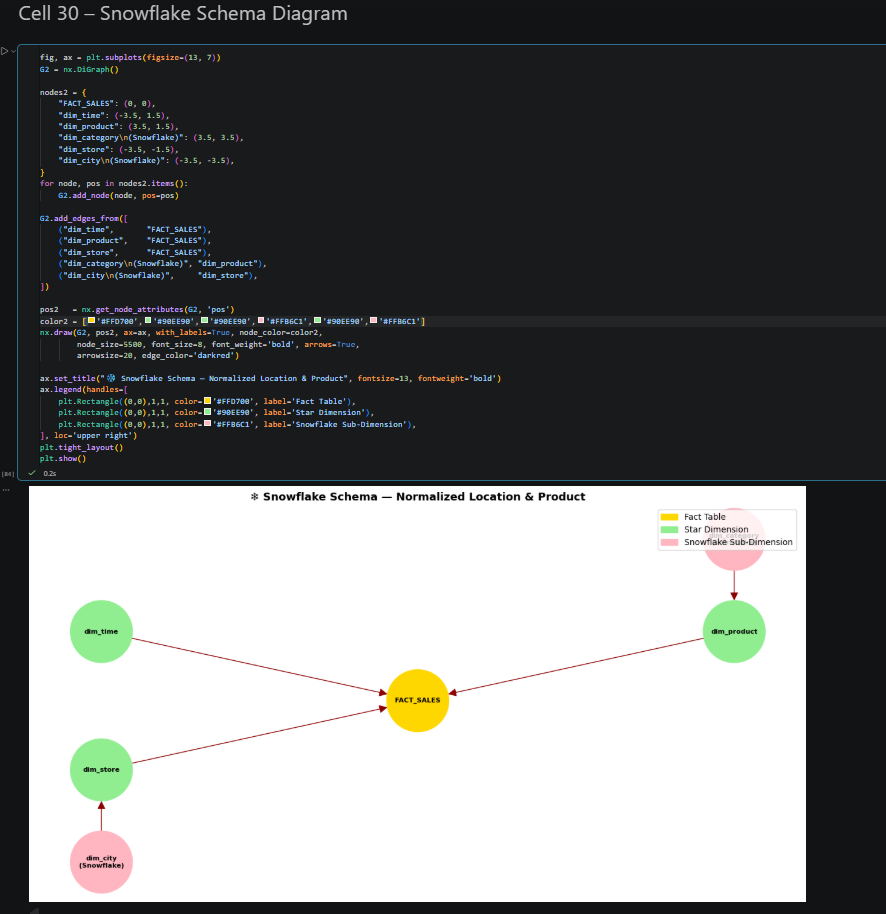 Cell 30 – Snowflake Schema Diagram
fig, ax = plt.subplots(figsize=(13, 7))
G2 = nx.DiGraph()
nodes2 = {
    "FACT_SALES": (0, 0),
    "dim_time": (-3.5, 1.5),
    "dim_product": (3.5, 1.5),
    "dim_category\n(Snowflake)": (3.5, 3.5),
    "dim_store": (-3.5, -1.5),
    "dim_city\n(Snowflake)": (-3.5, -3.5),
}
for node, pos in nodes2.items():
    G2.add_node(node, pos=pos)
G2.add_edges_from([
    ("dim_time",      "FACT_SALES"),
    ("dim_product",   "FACT_SALES"),
    ("dim_store",     "FACT_SALES"),
    ("dim_category\n(Snowflake)", "dim_product"),
    ("dim_city\n(Snowflake)",     "dim_store"),
])
pos2   = nx.get_node_attributes(G2, 'pos')
color2 = ['#FFD700','#90EE90','#90EE90','#FFB6C1','#90EE90','#FFB6C1']
nx.draw(G2, pos2, ax=ax, with_labels=True, node_color=color2,
        node_size=5500, font_size=8, font_weight='bold', arrows=True,
        arrowsize=20, edge_color='darkred')
ax.set_title("❄️ Snowflake Schema — Normalized Location & Product", fontsize=13, fontweight='bold')
ax.legend(handles=[
    plt.Rectangle((0,0),1,1, color='#FFD700', label='Fact Table'),
    plt.Rectangle((0,0),1,1, color='#90EE90', label='Star Dimension'),
    plt.Rectangle((0,0),1,1, color='#FFB6C1', label='Snowflake Sub-Dimension'),
], loc='upper right')
plt.tight_layout()
plt.show()
[84] ✓ 0.2s
❄ Snowflake Schema — Normalized Location & Product
Fact Table
Star Dimension
Snowflake Sub-Dimension
dim_time
dim_product
FACT_SALES
dim_store
dim_city
(Snowflake)